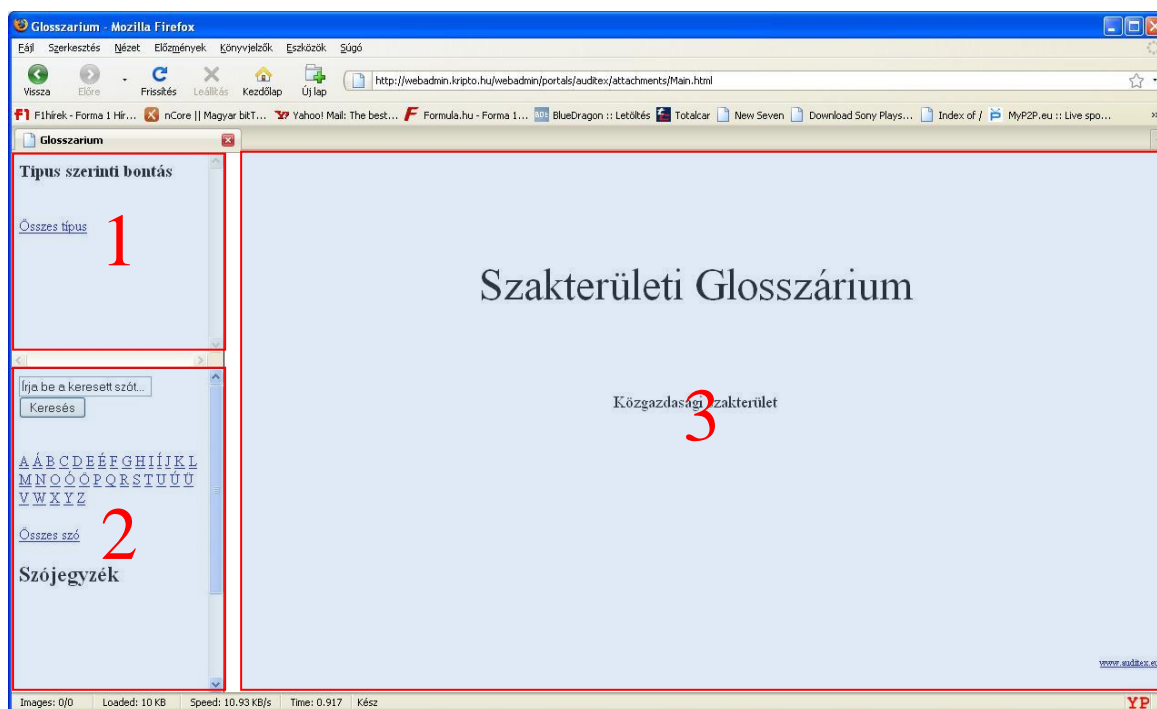 Glosszarium - Mozilla Firefox
Fájl Szerkesztés Nézet Előzmények Könyvjelzők Eszközök Súgó
Vissza Előre Frissítés Leállítás Kezdőlap Új lap
http://webadmin.kripto.hu/webadmin/portals/auditex/attachments/Main.html
F1hírek - Forma 1 Hír... nCore || Magyar bitT... Yahoo! Mail: The best... Formula.hu - Forma 1... BlueDragon :: Letöltés Totalcar New Seven Download Sony Plays... Index of / MyP2P.eu :: Live spo... »
Glosszarium
Tipus szerinti bontás
Összes típus
1
Írja be a keresett szót...
Keresés
A Á B C D E É F G H I Í J K L
M N O Ó Ö P Q R S T U Ú Ü
V W X Y Z
Összes szó
2
Szójegyzék
Szakterületi Glosszárium
Közgazdasági szakterület
3
Images: 0/0 Loaded: 10 KB Speed: 10.93 KB/s Time: 0.917 Kész
YP